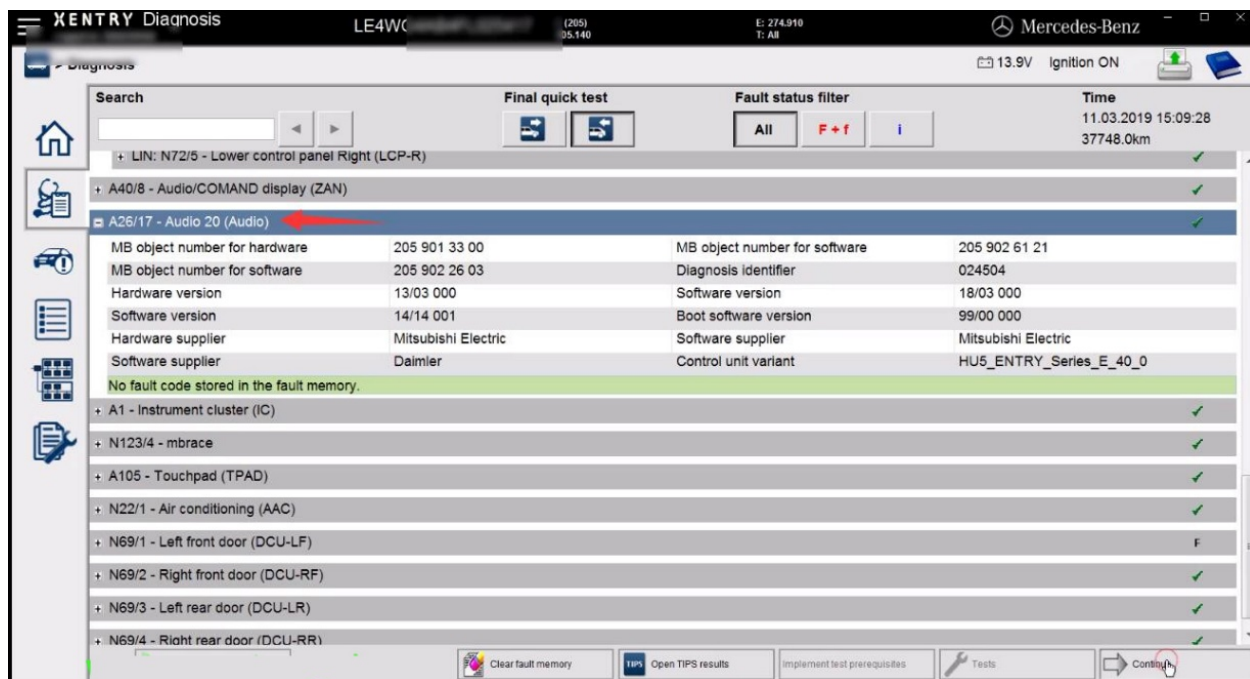 XENTRY Diagnosis
LE4W
(205)
05.140
E: 274.910
T: All
Mercedes-Benz
Diagnosis
13.9V Ignition ON
Search
Final quick test
Fault status filter
Time
All
F + f
i
11.03.2019 15:09:28
37748.0km
+ LIN: N72/5 - Lower control panel Right (LCP-R) ✓
+ A40/8 - Audio/COMAND display (ZAN) ✓
A26/17 - Audio 20 (Audio) ✓
MB object number for hardware 205 901 33 00 MB object number for software 205 902 61 21
MB object number for software 205 902 26 03 Diagnosis identifier 024504
Hardware version 13/03 000 Software version 18/03 000
Software version 14/14 001 Boot software version 99/00 000
Hardware supplier Mitsubishi Electric Software supplier Mitsubishi Electric
Software supplier Daimler Control unit variant HU5_ENTRY_Series_E_40_0
No fault code stored in the fault memory.
+ A1 - Instrument cluster (IC) ✓
+ N123/4 - mbrace ✓
+ A105 - Touchpad (TPAD) ✓
+ N22/1 - Air conditioning (AAC) ✓
+ N69/1 - Left front door (DCU-LF) F
+ N69/2 - Right front door (DCU-RF) ✓
+ N69/3 - Left rear door (DCU-LR) ✓
+ N69/4 - Right rear door (DCU-RR) ✓
Clear fault memory
TIPS Open TIPS results
Implement test prerequisites
Tests
Continue